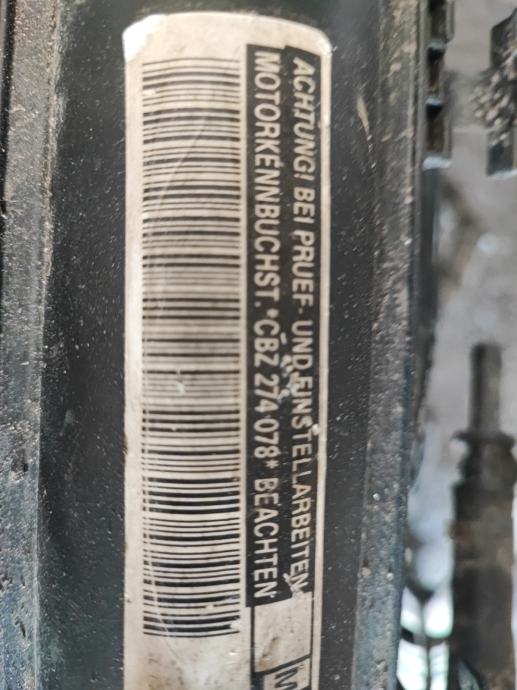 ACHTUNG! BEI PRUEF- UND EINSTELLARBEITEN
MOTORKENNBUCHST. *CBZ 274 078* BEACHTEN
M